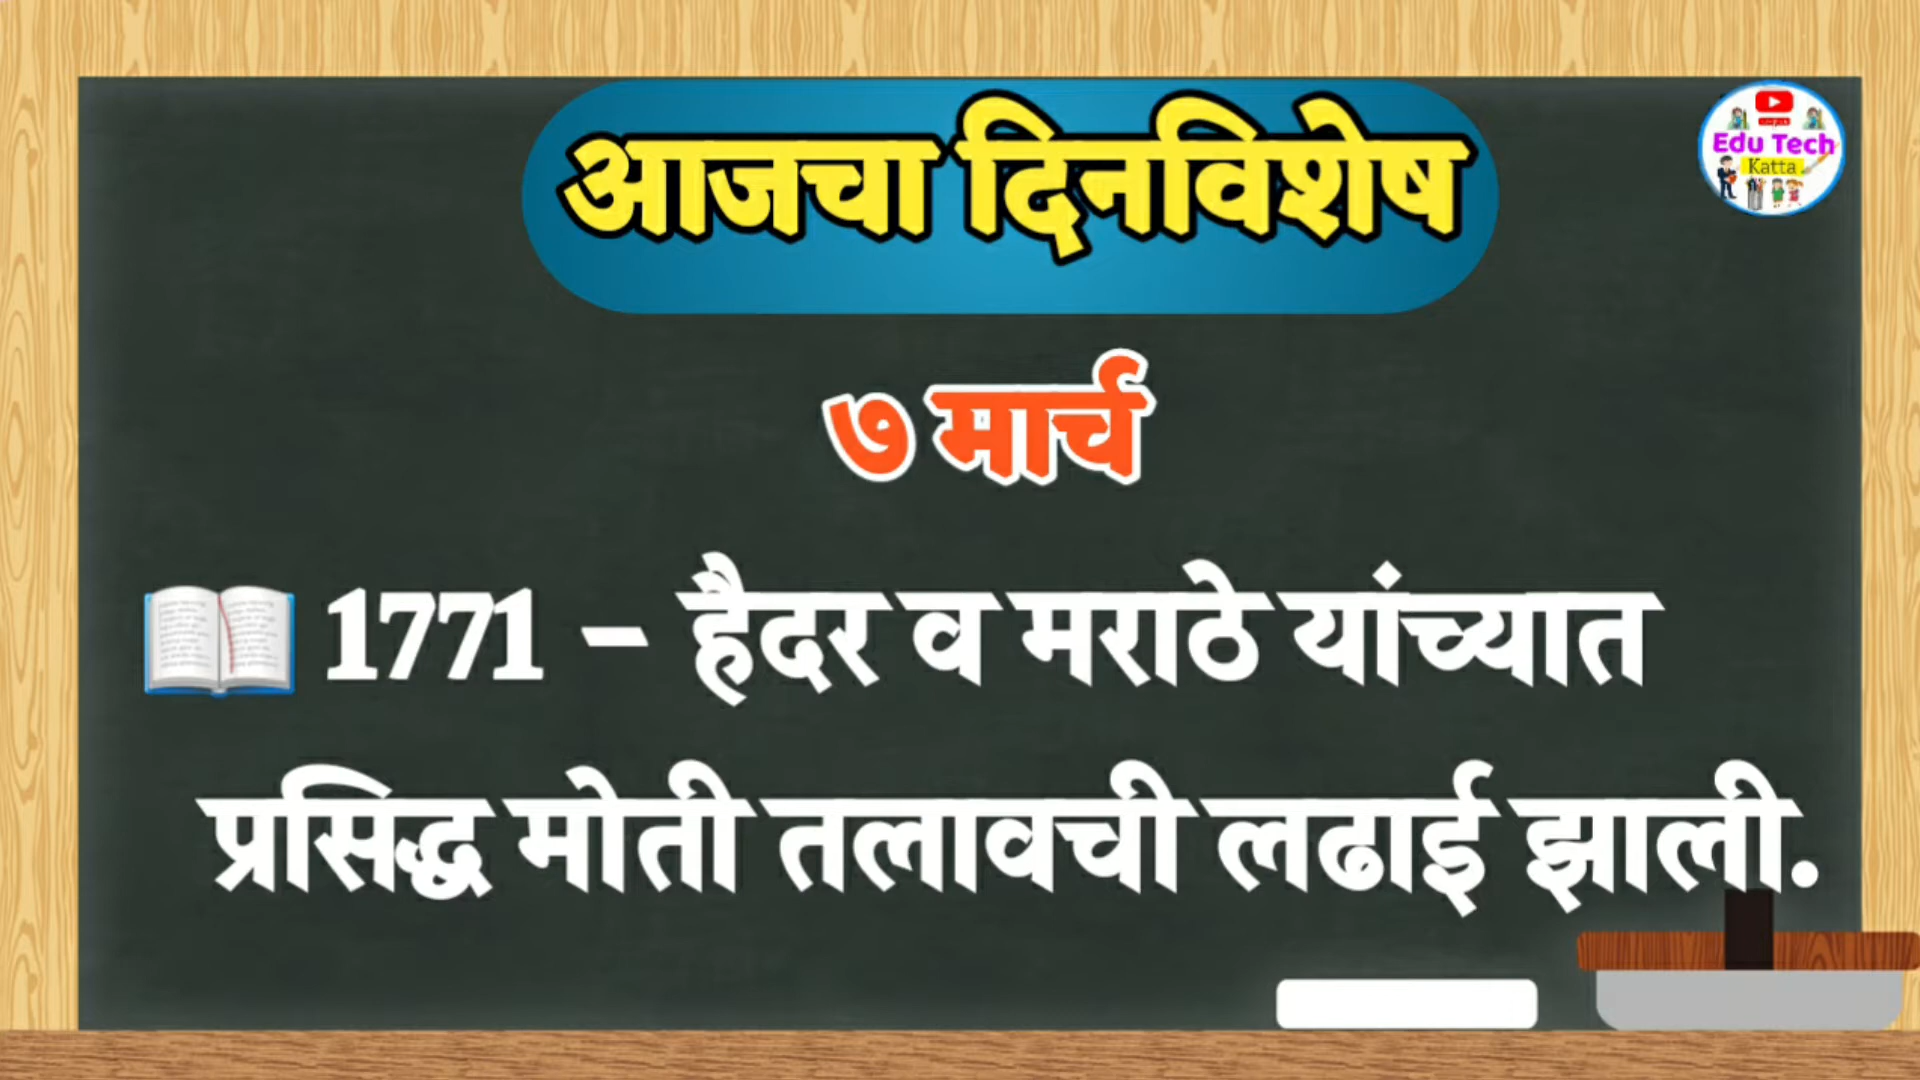 आजचा दिनविशेष
Edu Tech
Katta
७ मार्च
1771 – हैदर व मराठे यांच्यात
प्रसिद्ध मोती तलावची लढाई झाली.